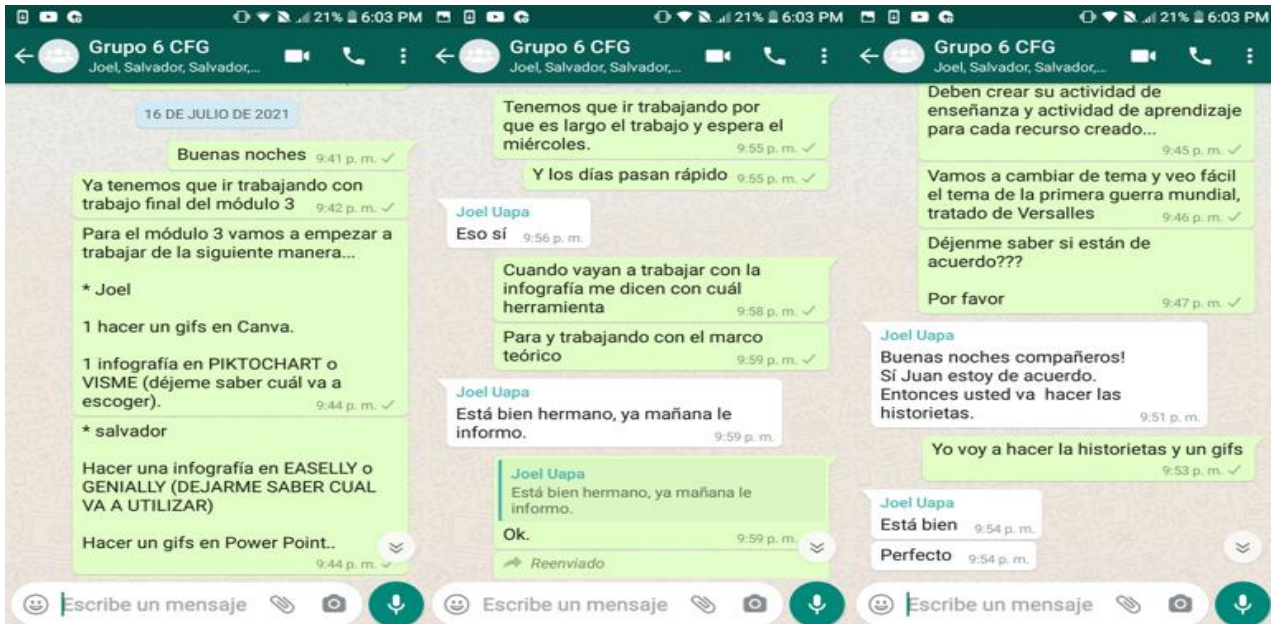 21% 6:03 PM
Grupo 6 CFG
Joel, Salvador, Salvador,...
16 DE JULIO DE 2021
Buenas noches 9:41 p. m.
Ya tenemos que ir trabajando con
trabajo final del módulo 3 9:42 p. m.
Para el módulo 3 vamos a empezar a
trabajar de la siguiente manera...
* Joel
1 hacer un gifs en Canva.
1 infografía en PIKTOCHART o
VISME (déjeme saber cuál va a
escoger). 9:44 p. m.
* salvador
Hacer una infografía en EASELLY o
GENIALLY (DEJARME SABER CUAL
VA A UTILIZAR)
Hacer un gifs en Power Point..
9:44 p. m.
Escribe un mensaje
21% 6:03 PM
Grupo 6 CFG
Joel, Salvador, Salvador,...
Tenemos que ir trabajando por
que es largo el trabajo y espera el
miércoles. 9:55 p. m.
Y los días pasan rápido 9:55 p. m.
Joel Uapa
Eso sí 9:56 p. m.
Cuando vayan a trabajar con la
infografía me dicen con cuál
herramienta 9:58 p. m.
Para y trabajando con el marco
teórico 9:59 p. m.
Joel Uapa
Está bien hermano, ya mañana le
informo. 9:59 p. m.
Joel Uapa
Está bien hermano, ya mañana le
informo.
Ok. 9:59 p. m.
Reenviado
Escribe un mensaje
21% 6:03 PM
Grupo 6 CFG
Joel, Salvador, Salvador,...
Deben crear su actividad de
enseñanza y actividad de aprendizaje
para cada recurso creado...
9:45 p. m.
Vamos a cambiar de tema y veo fácil
el tema de la primera guerra mundial,
tratado de Versalles 9:46 p. m.
Déjenme saber si están de
acuerdo???
Por favor 9:47 p. m.
Joel Uapa
Buenas noches compañeros!
Sí Juan estoy de acuerdo.
Entonces usted va hacer las
historietas. 9:51 p. m.
Yo voy a hacer la historietas y un gifs
9:53 p. m.
Joel Uapa
Está bien 9:54 p. m.
Perfecto 9:54 p. m.
Escribe un mensaje